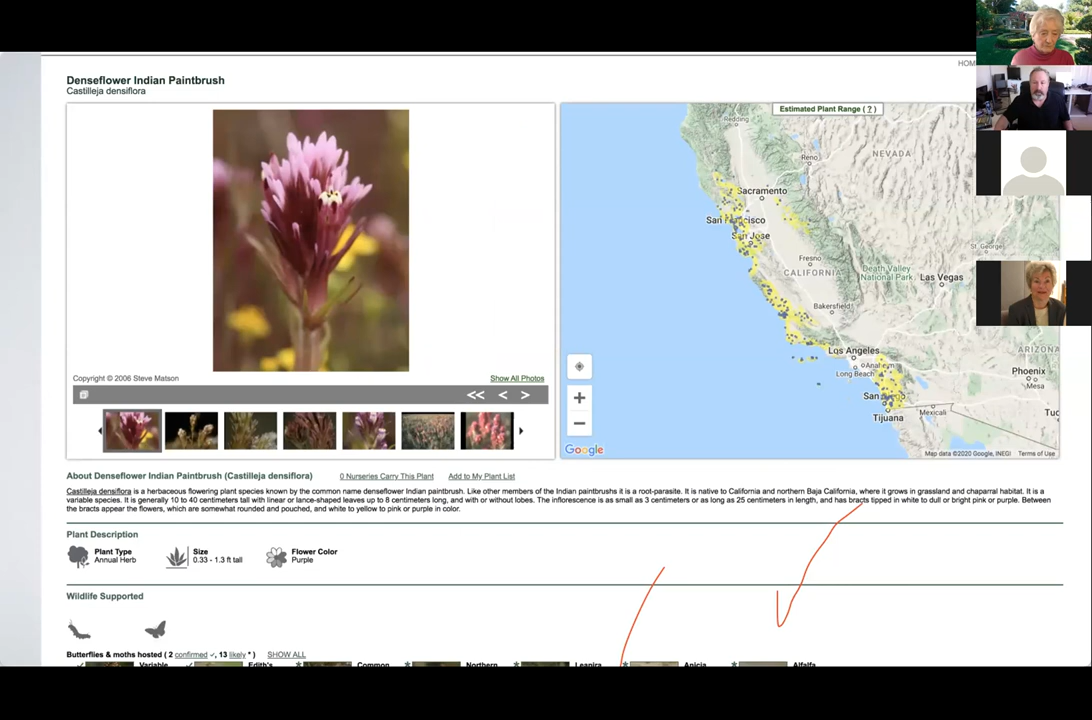 HOM
Denseflower Indian Paintbrush
Castilleja densiflora
Estimated Plant Range ( ? )
Redding
Reno
NEVADA
Sacramento
San Francisco
San Jose
St. George
Fresno
CALIFORNIA
Death Valley
National Park
Las Vegas
Bakersfield
Los Angeles
Anaheim
Long Beach
ARIZONA
Phoenix
Mesa
San
Tijuana
Mexicali
Tuc
Google
Map data ©2020 Google, INEGI Terms of Use
Copyright © 2006 Steve Matson
Show All Photos
About Denseflower Indian Paintbrush (Castilleja densiflora) 0 Nurseries Carry This Plant Add to My Plant List
Castilleja densiflora is a herbaceous flowering plant species known by the common name denseflower Indian paintbrush. Like other members of the Indian paintbrushs it is a root-parasite. It is native to California and northern Baja California, where it grows in grassland and chaparral habitat. It is a
variable species. It is generally 10 to 40 centimeters tall with linear or lance-shaped leaves up to 8 centimeters long, and with or without lobes. The inflorescence is as small as 3 centimeters or as long as 25 centimeters in length, and has bracts tipped in white to dull or bright pink or purple. Between
the bracts appear the flowers, which are somewhat rounded and pouched, and white to yellow to pink or purple in color.
Plant Description
Plant Type
Annual Herb
Size
0.33 - 1.3 ft tall
Flower Color
Purple
Wildlife Supported
Butterflies & moths hosted ( 2 confirmed ✓, 13 likely * ) SHOW ALL
Variable Edith's Common Northern Leanira Anicia Alfalfa